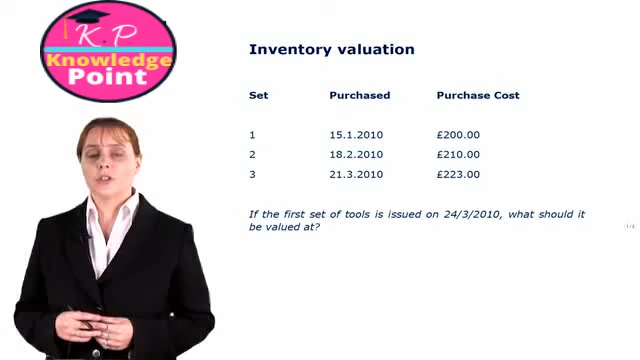 K.P
Knowledge
Point
Inventory valuation
Set Purchased Purchase Cost
1 15.1.2010 £200.00
2 18.2.2010 £210.00
3 21.3.2010 £223.00
If the first set of tools is issued on 24/3/2010, what should it
be valued at?
1 / 2